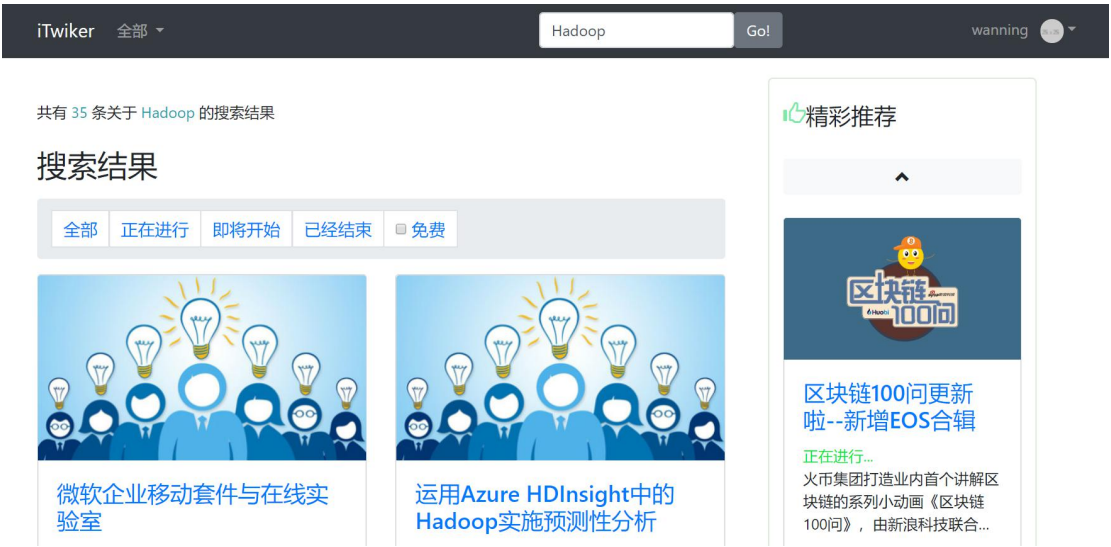 iTwiker 全部 Hadoop Go! wanning
共有 35 条关于 Hadoop 的搜索结果
搜索结果
全部 正在进行 即将开始 已经结束 免费
微软企业移动套件与在线实
验室
运用Azure HDInsight中的
Hadoop实施预测性分析
精彩推荐
区块链
Huobi
100问
区块链100问更新
啦--新增EOS合辑
正在进行...
火币集团打造业内首个讲解区
块链的系列小动画《区块链
100问》，由新浪科技联合...